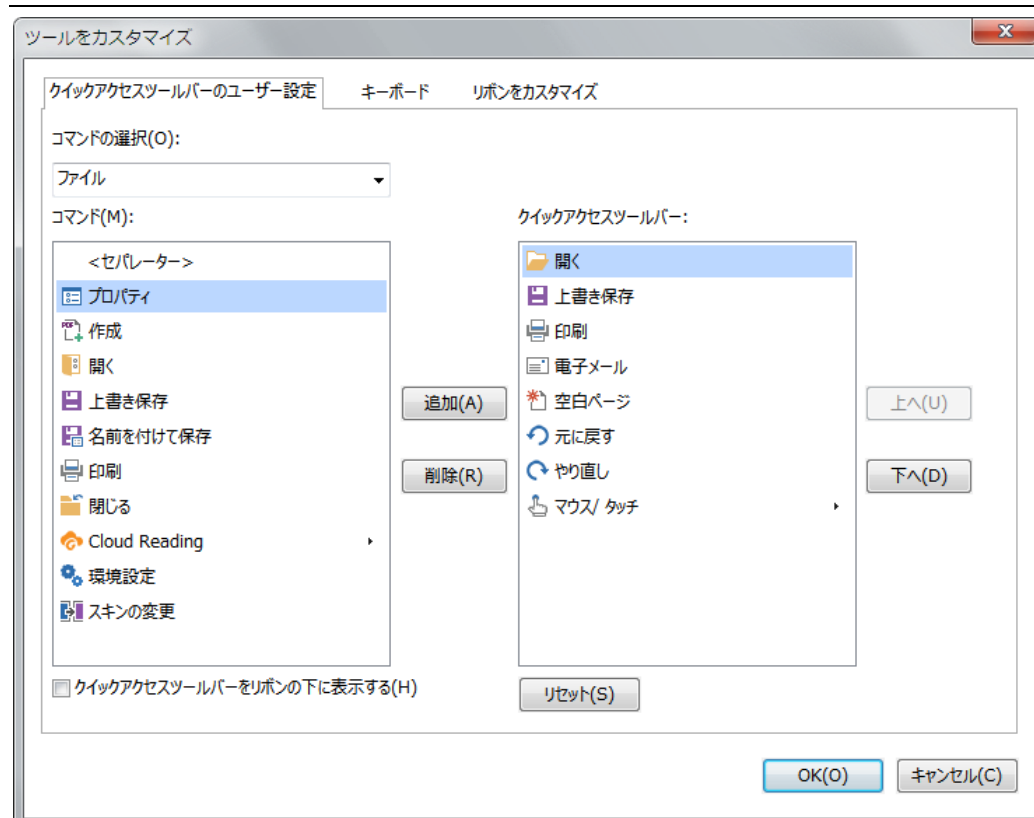 ツールをカスタマイズ
クイックアクセスツールバーのユーザー設定 キーボード リボンをカスタマイズ
コマンドの選択(O):
ファイル
コマンド(M):
<セパレーター>
プロパティ
作成
開く
上書き保存
名前を付けて保存
印刷
閉じる
Cloud Reading
環境設定
スキンの変更
クイックアクセスツールバーをリボンの下に表示する(H)
追加(A)
削除(R)
クイックアクセスツールバー:
開く
上書き保存
印刷
電子メール
空白ページ
元に戻す
やり直し
マウス/ タッチ
リセット(S)
上へ(U)
下へ(D)
OK(O) キャンセル(C)